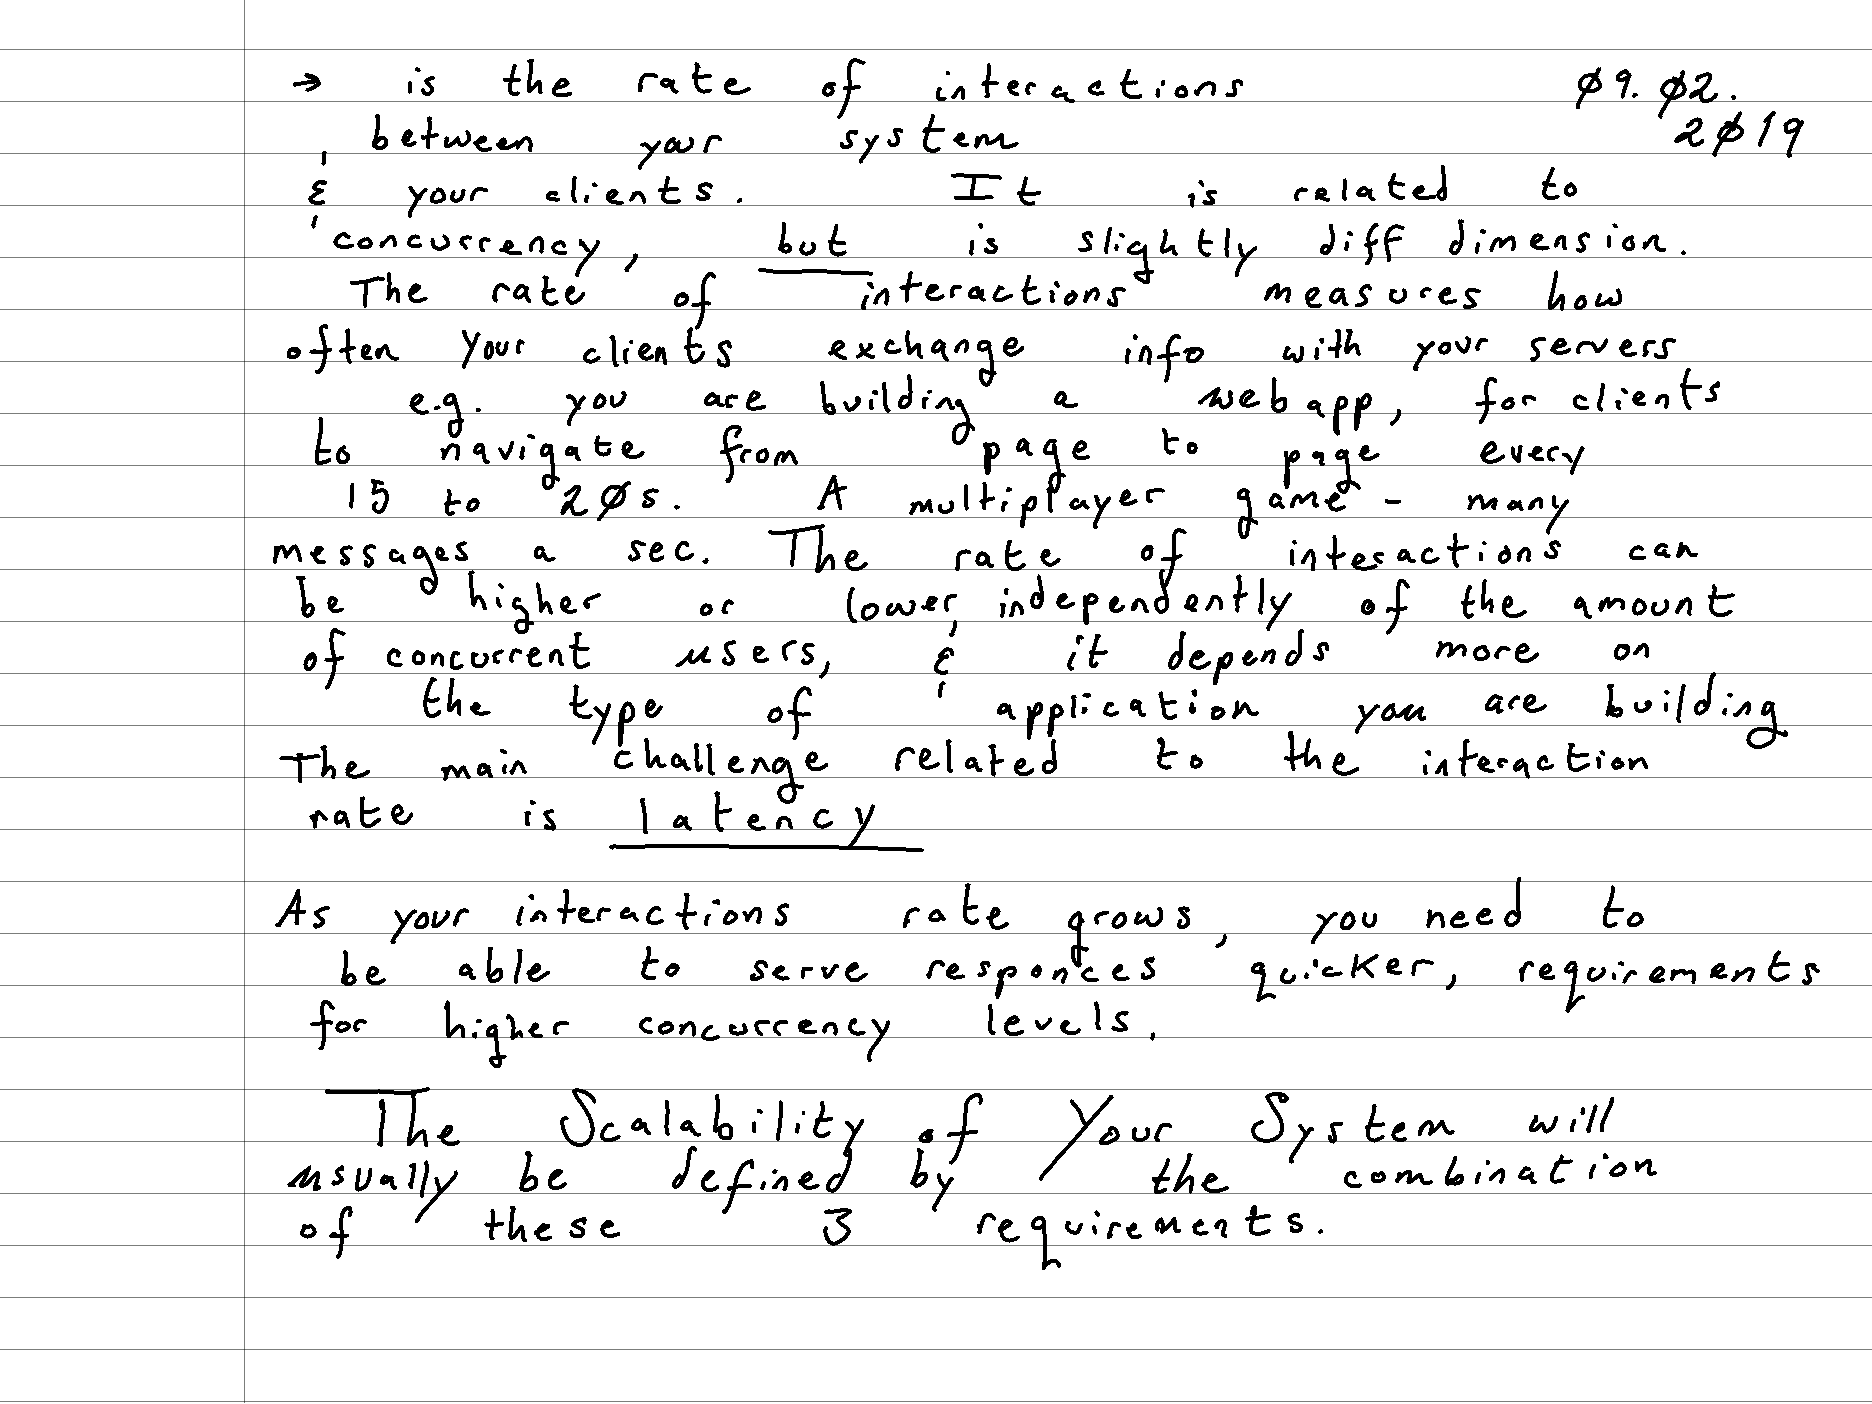 → is the rate of interactions ø9. ø2.
between your system 2ø19
& your clients. It is related to
concurrency, but is slightly diff dimension.
The rate of interactions measures how
often your clients exchange info with your servers
e.g. you are building a web app, for clients
to navigate from page to page every
15 to 2øs. A multiplayer game - many
messages a sec. The rate of interactions can
be higher or lower, independently of the amount
of concurrent users, & it depends more on
the type of application you are building
The main challenge related to the interaction
rate is latency
As your interactions rate grows, you need to
be able to serve responces quicker, requirements
for higher concurrency levels.
The Scalability of Your System will
usually be defined by the combination
of these 3 requirements.